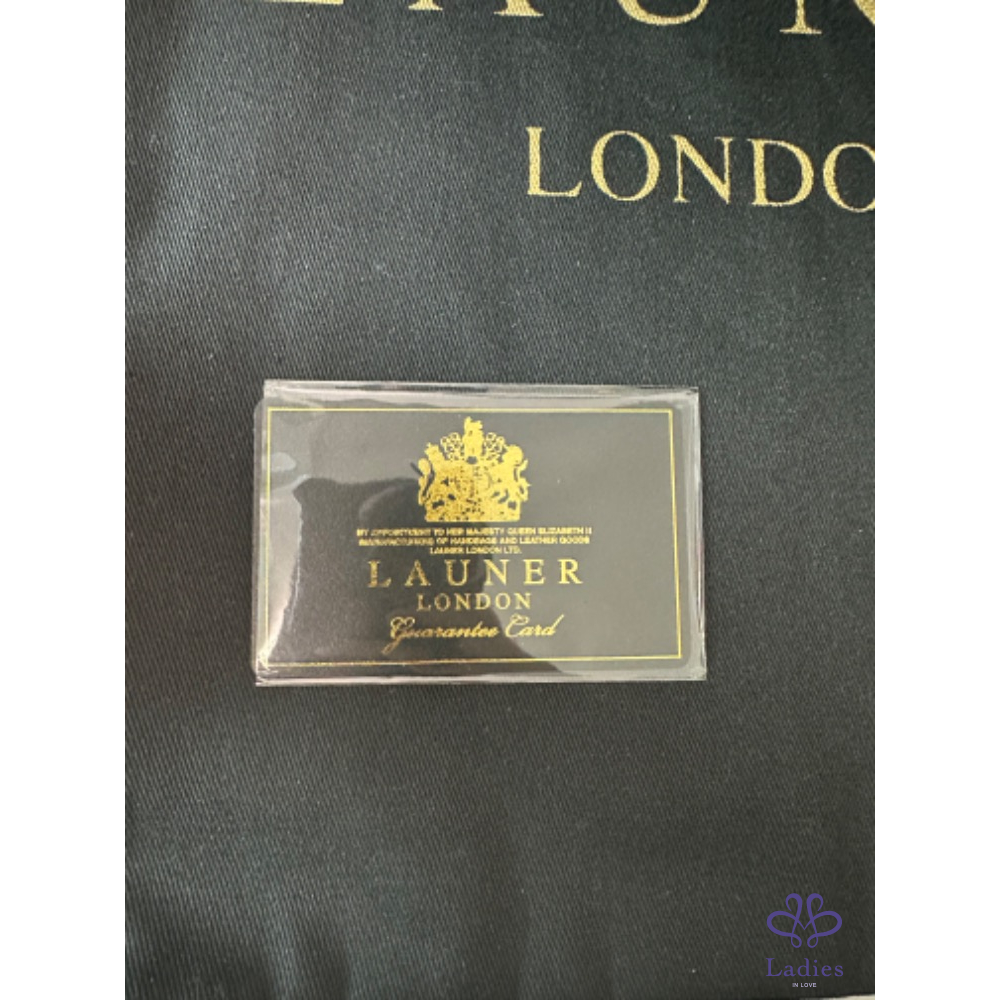 LAUN
LONDO
BY APPOINTMENT TO HER MAJESTY QUEEN ELIZABETH II
MANUFACTURERS OF HANDBAGS AND LEATHER GOODS
LAUNER LONDON LTD.
LAUNER
LONDON
Guarantee Card
Ladies
IN LOVE